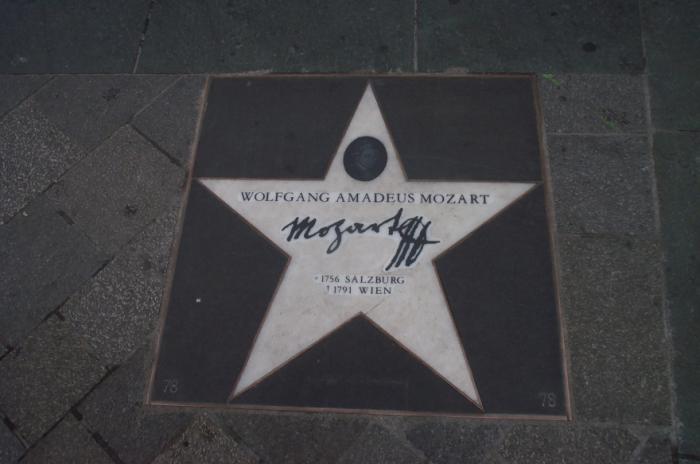 WOLFGANG AMADEUS MOZART
Mozart
* 1756 SALZBURG
† 1791 WIEN
78 78